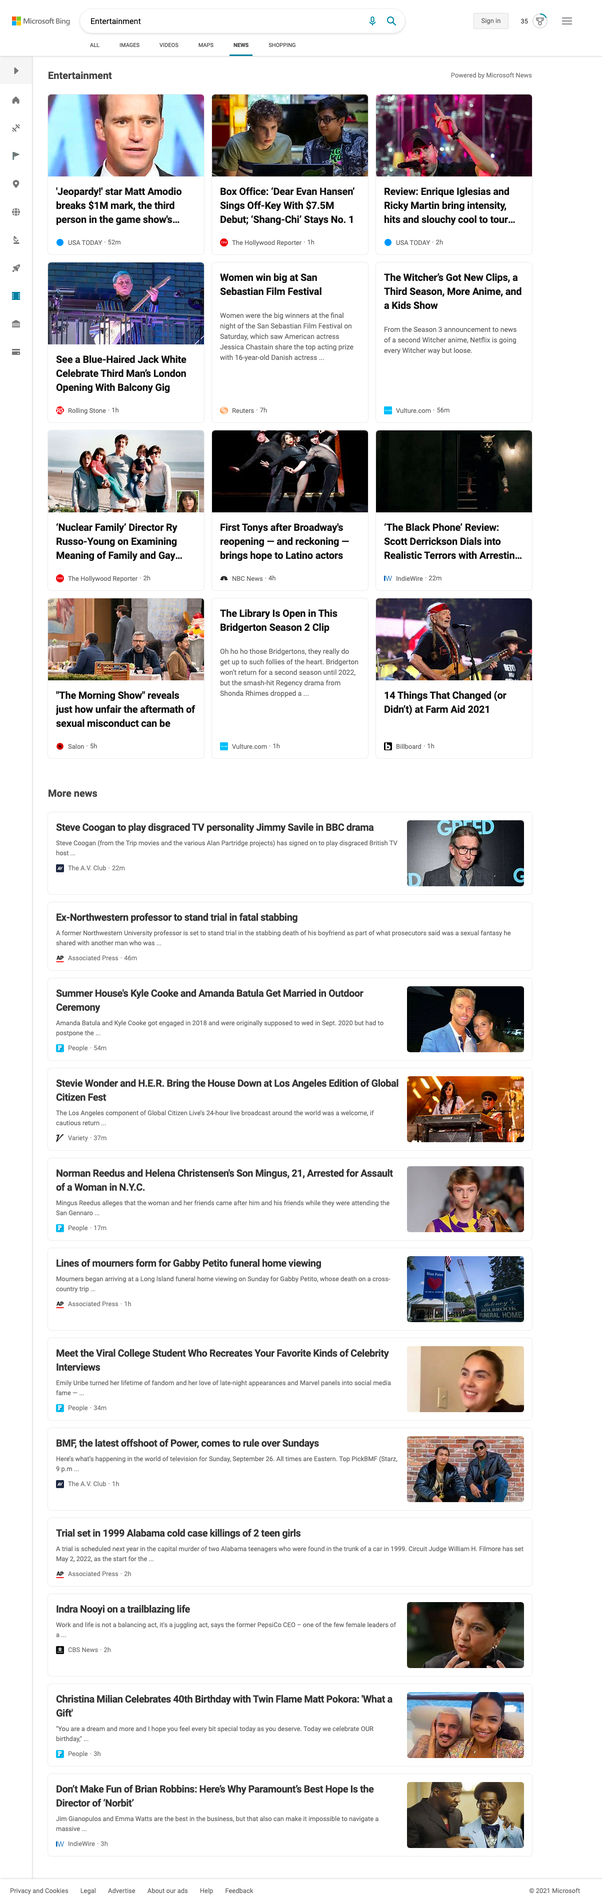 Microsoft Bing
Entertainment
Sign in
35
ALL
IMAGES
VIDEOS
MAPS
NEWS
SHOPPING
Entertainment
Powered by Microsoft News
'Jeopardy!' star Matt Amodio
breaks $1M mark, the third
person in the game show's...
USA TODAY · 52m
Box Office: ‘Dear Evan Hansen’
Sings Off-Key With $7.5M
Debut; ‘Shang-Chi’ Stays No. 1
The Hollywood Reporter · 1h
Review: Enrique Iglesias and
Ricky Martin bring intensity,
hits and slouchy cool to tour...
USA TODAY · 2h
See a Blue-Haired Jack White
Celebrate Third Man’s London
Opening With Balcony Gig
Rolling Stone · 1h
Women win big at San
Sebastian Film Festival
Women were the big winners at the final
night of the San Sebastian Film Festival on
Saturday, which saw American actress
Jessica Chastain share the top acting prize
with 16-year-old Danish actress ...
Reuters · 7h
The Witcher’s Got New Clips, a
Third Season, More Anime, and
a Kids Show
From the Season 3 announcement to news
of a second Witcher anime, Netflix is going
every Witcher way but loose.
Vulture.com · 56m
‘Nuclear Family’ Director Ry
Russo-Young on Examining
Meaning of Family and Gay...
The Hollywood Reporter · 2h
First Tonys after Broadway's
reopening — and reckoning —
brings hope to Latino actors
NBC News · 4h
‘The Black Phone’ Review:
Scott Derrickson Dials into
Realistic Terrors with Arrestin...
IndieWire · 22m
"The Morning Show" reveals
just how unfair the aftermath of
sexual misconduct can be
Salon · 5h
The Library Is Open in This
Bridgerton Season 2 Clip
Oh ho ho those Bridgertons, they really do
get up to such follies of the heart. Bridgerton
won't return for a second season until 2022,
but the smash-hit Regency drama from
Shonda Rhimes dropped a ...
Vulture.com · 1h
14 Things That Changed (or
Didn’t) at Farm Aid 2021
Billboard · 1h
More news
Steve Coogan to play disgraced TV personality Jimmy Savile in BBC drama
Steve Coogan (from the Trip movies and the various Alan Partridge projects) has signed on to play disgraced British TV
host ...
The A.V. Club · 22m
GREED
Ex-Northwestern professor to stand trial in fatal stabbing
A former Northwestern University professor is set to stand trial in the stabbing death of his boyfriend as part of what prosecutors said was a sexual fantasy he
shared with another man who was ...
AP Associated Press · 46m
Summer House's Kyle Cooke and Amanda Batula Get Married in Outdoor
Ceremony
Amanda Batula and Kyle Cooke got engaged in 2018 and were originally supposed to wed in Sept. 2020 but had to
postpone the ...
People · 54m
Stevie Wonder and H.E.R. Bring the House Down at Los Angeles Edition of Global
Citizen Fest
The Los Angeles component of Global Citizen Live's 24-hour live broadcast around the world was a welcome, if
cautious return ...
Variety · 37m
Norman Reedus and Helena Christensen's Son Mingus, 21, Arrested for Assault
of a Woman in N.Y.C.
Mingus Reedus alleges that the woman and her friends came after him and his friends while they were attending the
San Gennaro ...
People · 17m
Lines of mourners form for Gabby Petito funeral home viewing
Mourners began arriving at a Long Island funeral home viewing on Sunday for Gabby Petito, whose death on a cross-
country trip ...
AP Associated Press · 1h
FUNERAL HOME
Meet the Viral College Student Who Recreates Your Favorite Kinds of Celebrity
Interviews
Emily Uribe turned her lifetime of fandom and her love of late-night appearances and Marvel panels into social media
fame — ...
People · 34m
BMF, the latest offshoot of Power, comes to rule over Sundays
Here’s what’s happening in the world of television for Sunday, September 26. All times are Eastern. Top PickBMF (Starz,
9 p.m ...
The A.V. Club · 1h
Trial set in 1999 Alabama cold case killings of 2 teen girls
A trial is scheduled next year in the capital murder of two Alabama teenagers who were found in the trunk of a car in 1999. Circuit Judge William H. Filmore has set
May 2, 2022, as the start for the ...
AP Associated Press · 2h
Indra Nooyi on a trailblazing life
Work and life is not a balancing act, it's a juggling act, says the former PepsiCo CEO – one of the few female leaders of
a ...
CBS News · 2h
Christina Milian Celebrates 40th Birthday with Twin Flame Matt Pokora: 'What a
Gift'
"You are a dream and more and I hope you feel every bit special today as you deserve. Today we celebrate OUR
birthday," ...
People · 3h
Don’t Make Fun of Brian Robbins: Here’s Why Paramount’s Best Hope Is the
Director of ‘Norbit’
Jim Gianopulos and Emma Watts are the best in the business, but that also can make it impossible to navigate a
massive ...
IndieWire · 3h
Privacy and Cookies
Legal
Advertise
About our ads
Help
Feedback
© 2021 Microsoft